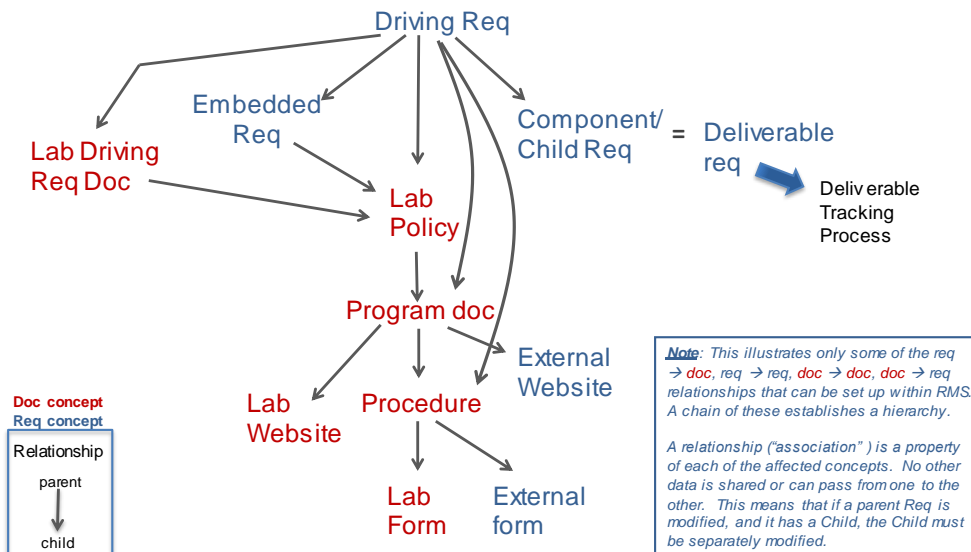 Driving Req
Embedded
Req
Component/
Child Req
=
Deliverable
req
Lab Driving
Req Doc
Deliverable
Tracking
Process
Lab
Policy
Program doc
External
Website
Lab
Website
Procedure
Lab
Form
External
form
Doc concept
Req concept
Relationship
parent
child
Note: This illustrates only some of the req
→ doc, req → req, doc → doc, doc → req
relationships that can be set up within RMS.
A chain of these establishes a hierarchy.
A relationship (“association” ) is a property
of each of the affected concepts. No other
data is shared or can pass from one to the
other. This means that if a parent Req is
modified, and it has a Child, the Child must
be separately modified.